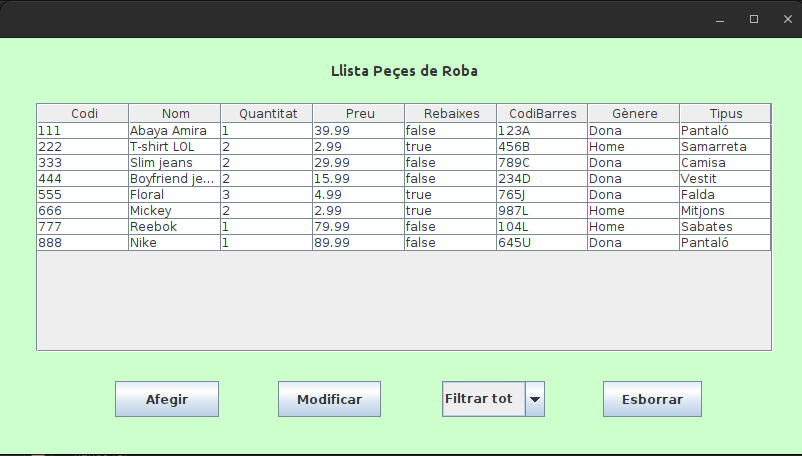 Llista Peçes de Roba
Codi Nom Quantitat Preu Rebaixes CodiBarres Gènere Tipus
111 Abaya Amira 1 39.99 false 123A Dona Pantaló
222 T-shirt LOL 2 2.99 true 456B Home Samarreta
333 Slim jeans 2 29.99 false 789C Dona Camisa
444 Boyfriend je... 2 15.99 false 234D Dona Vestit
555 Floral 3 4.99 true 765J Dona Falda
666 Mickey 2 2.99 true 987L Home Mitjons
777 Reebok 1 79.99 false 104L Home Sabates
888 Nike 1 89.99 false 645U Dona Pantaló
Afegir Modificar Filtrar tot Esborrar